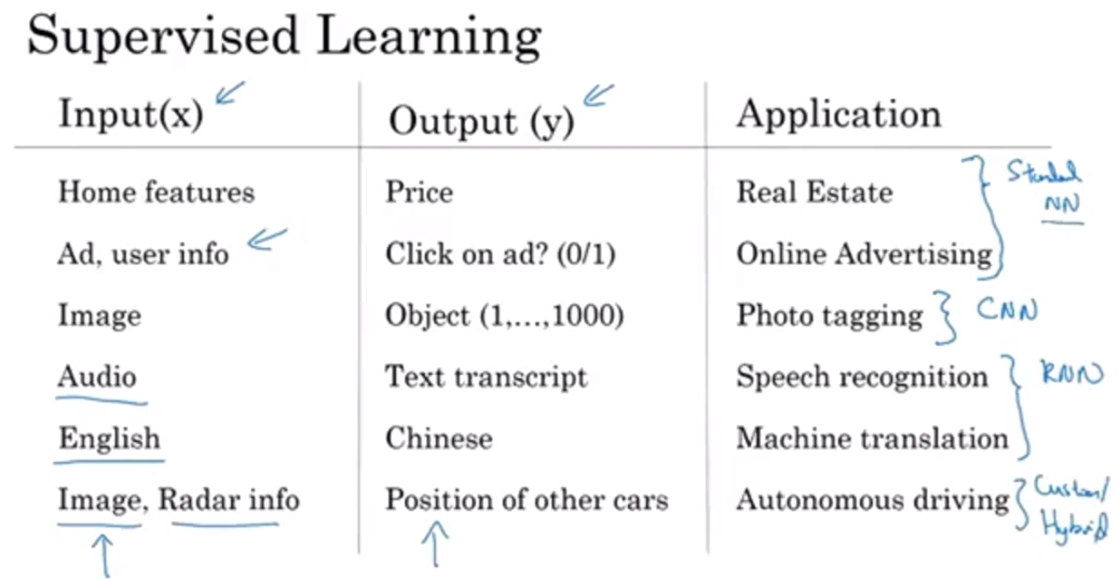 Supervised Learning
Input(x) Output (y) Application
Home features Price Real Estate
Standard
NN
Ad, user info Click on ad? (0/1) Online Advertising
Image Object (1,...,1000) Photo tagging CNN
Audio Text transcript Speech recognition RNN
English Chinese Machine translation
Image, Radar info Position of other cars Autonomous driving
Custom/
Hybrid